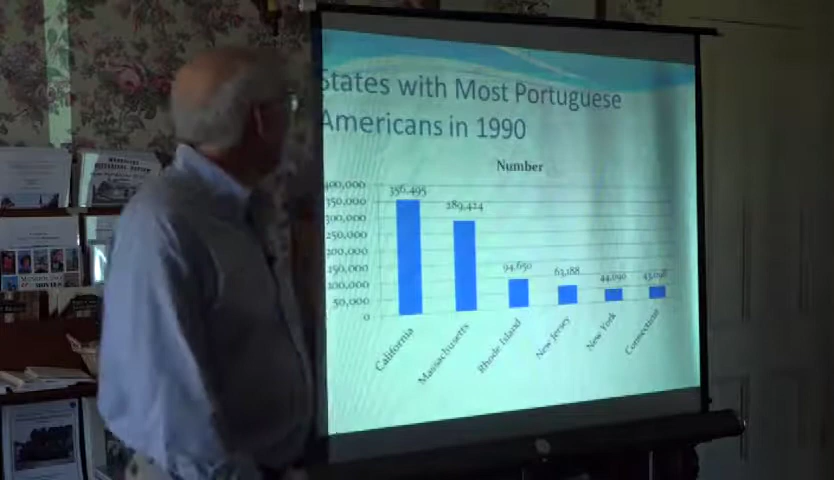 States with Most Portuguese
Americans in 1990
Number
400,000
350,000
300,000
250,000
200,000
150,000
100,000
50,000
0
356,495
289,424
94,650
63,188
California
Massachusetts
Rhode Island
New Jersey
New York
Connecticut